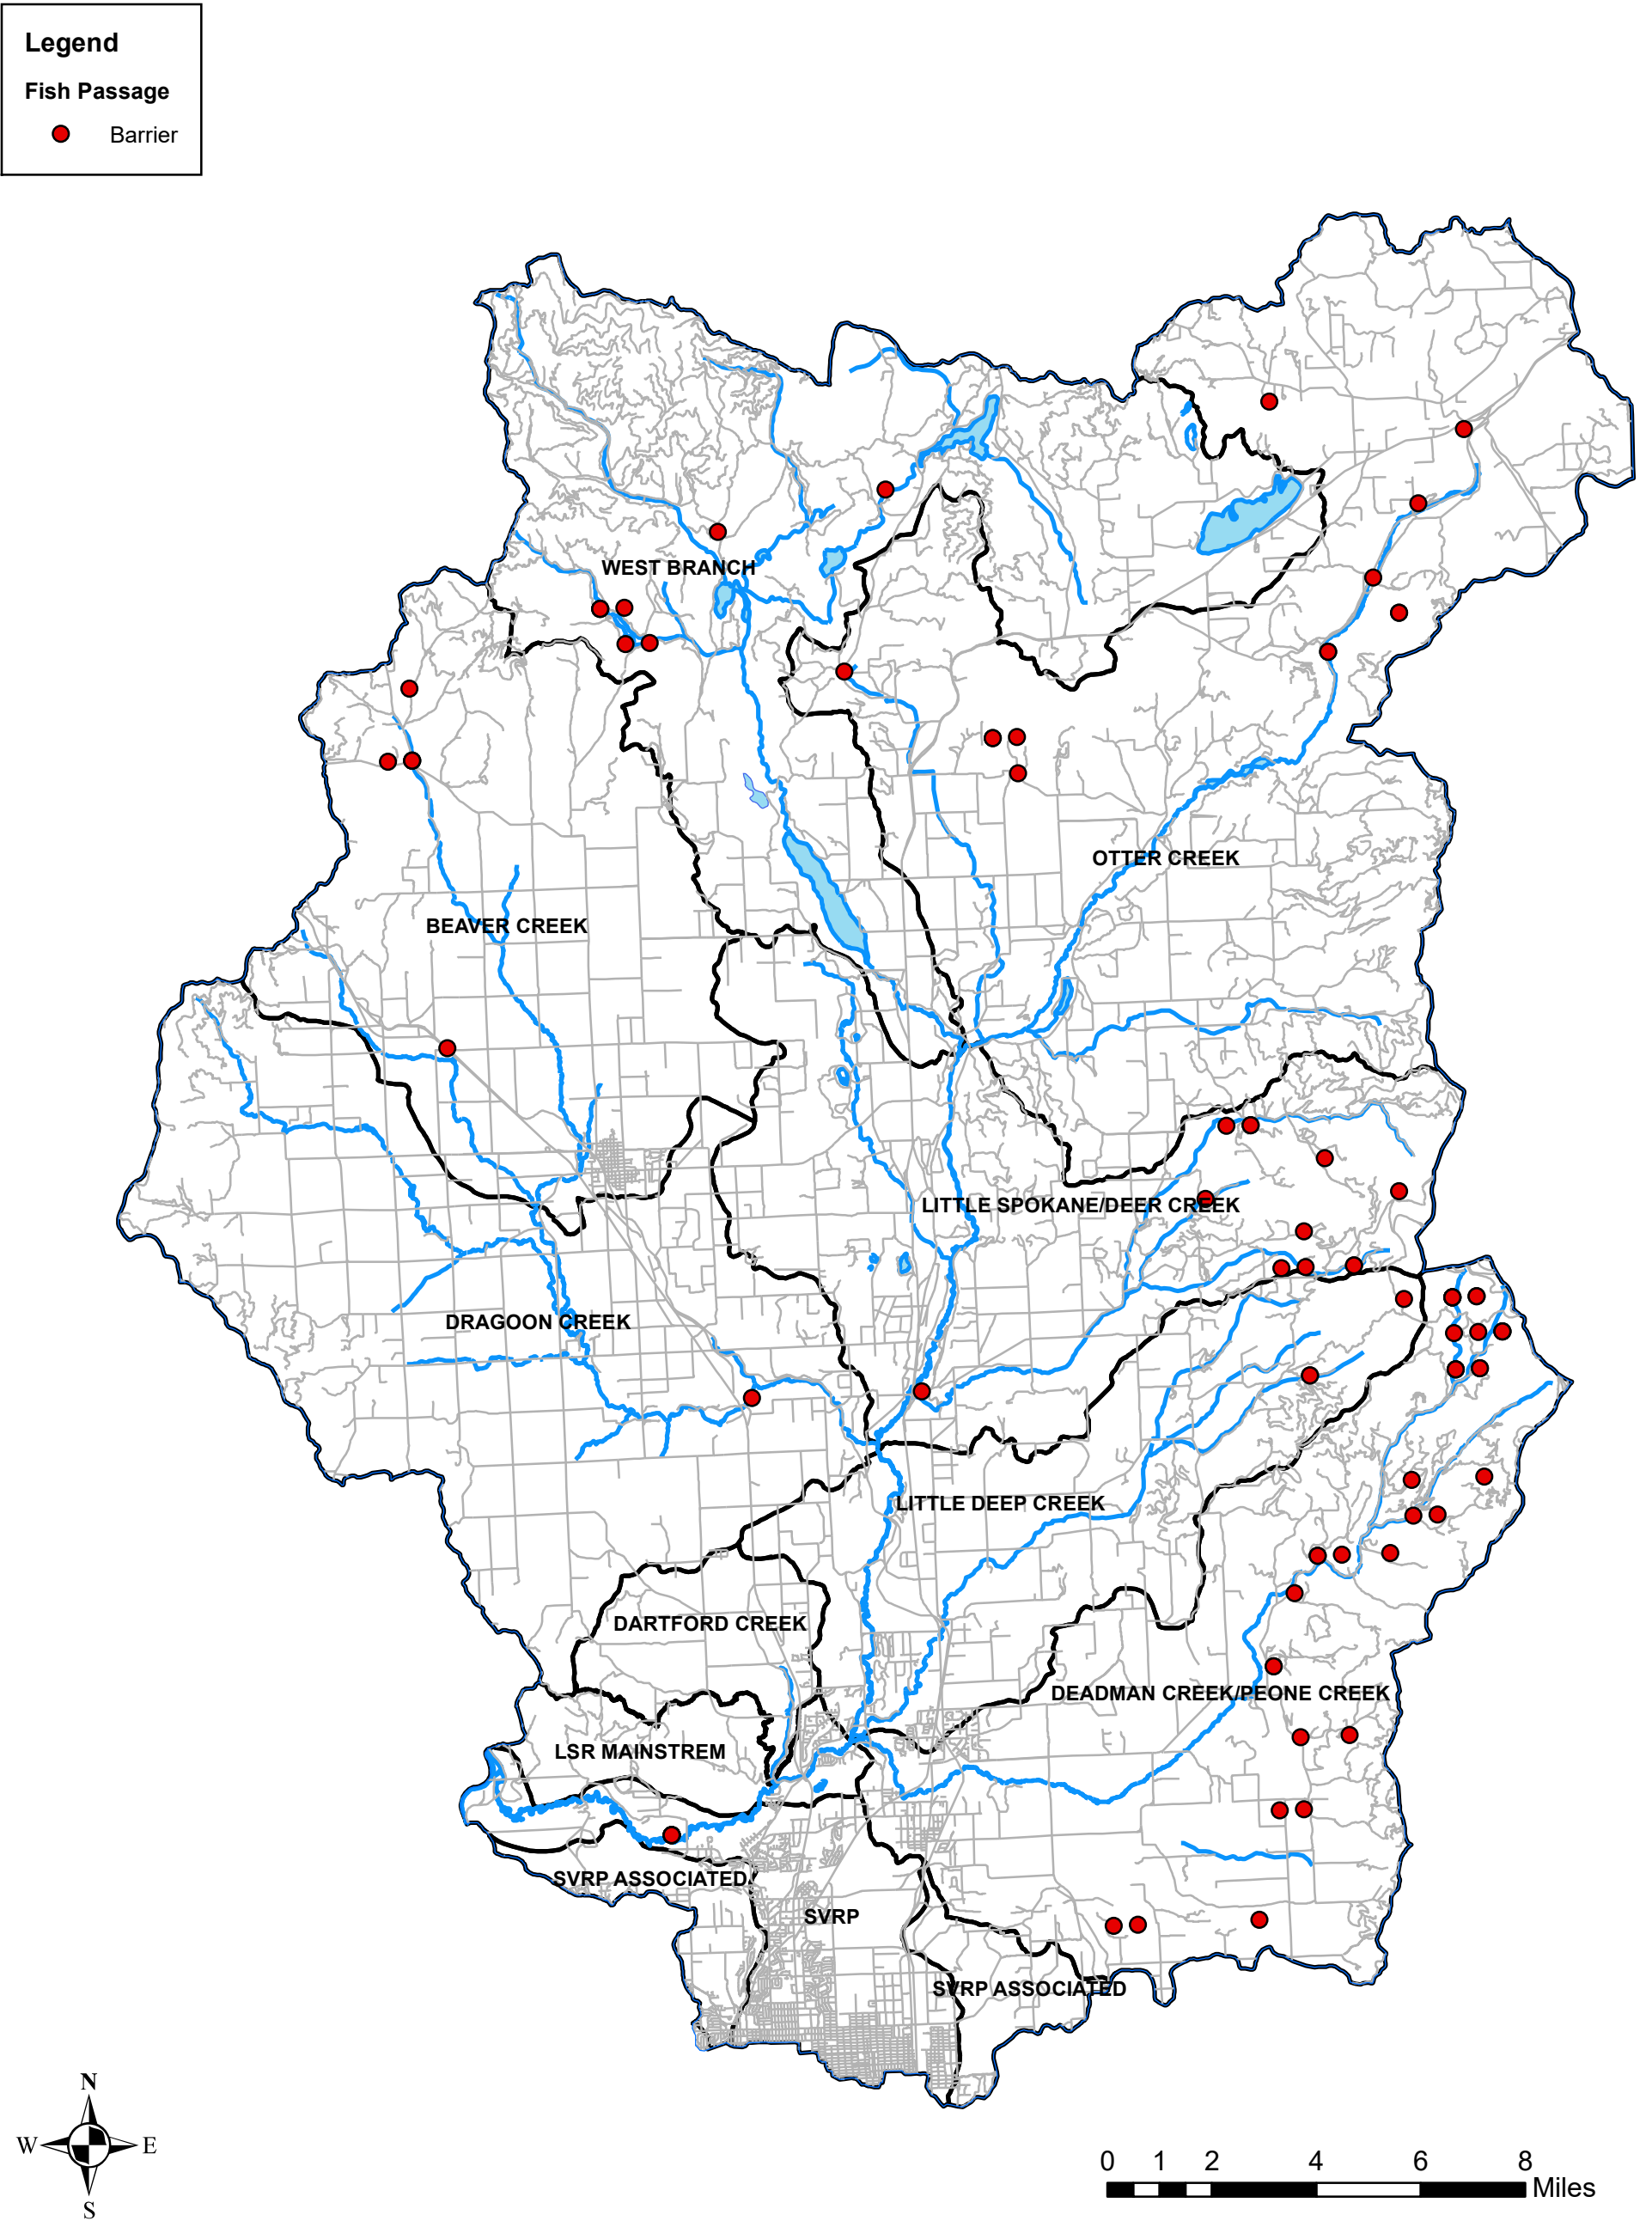 Legend
Fish Passage
Barrier
WEST BRANCH
OTTER CREEK
BEAVER CREEK
LITTLE SPOKANE/DEER CREEK
DRAGOON CREEK
LITTLE DEEP CREEK
DARTFORD CREEK
DEADMAN CREEK/PEONE CREEK
LSR MAINSTREM
SVRP ASSOCIATED
SVRP
SVRP ASSOCIATED
N
W E
S
0 1 2 4 6 8
Miles